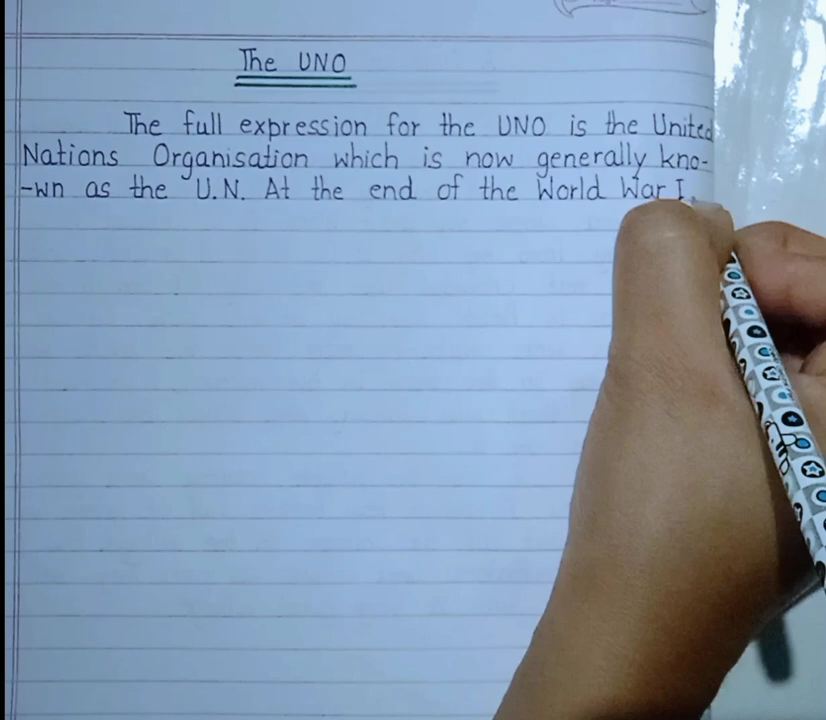 The UNO
The full expression for the UNO is the United
Nations Organisation which is now generally kno-
-wn as the U.N. At the end of the World War I,